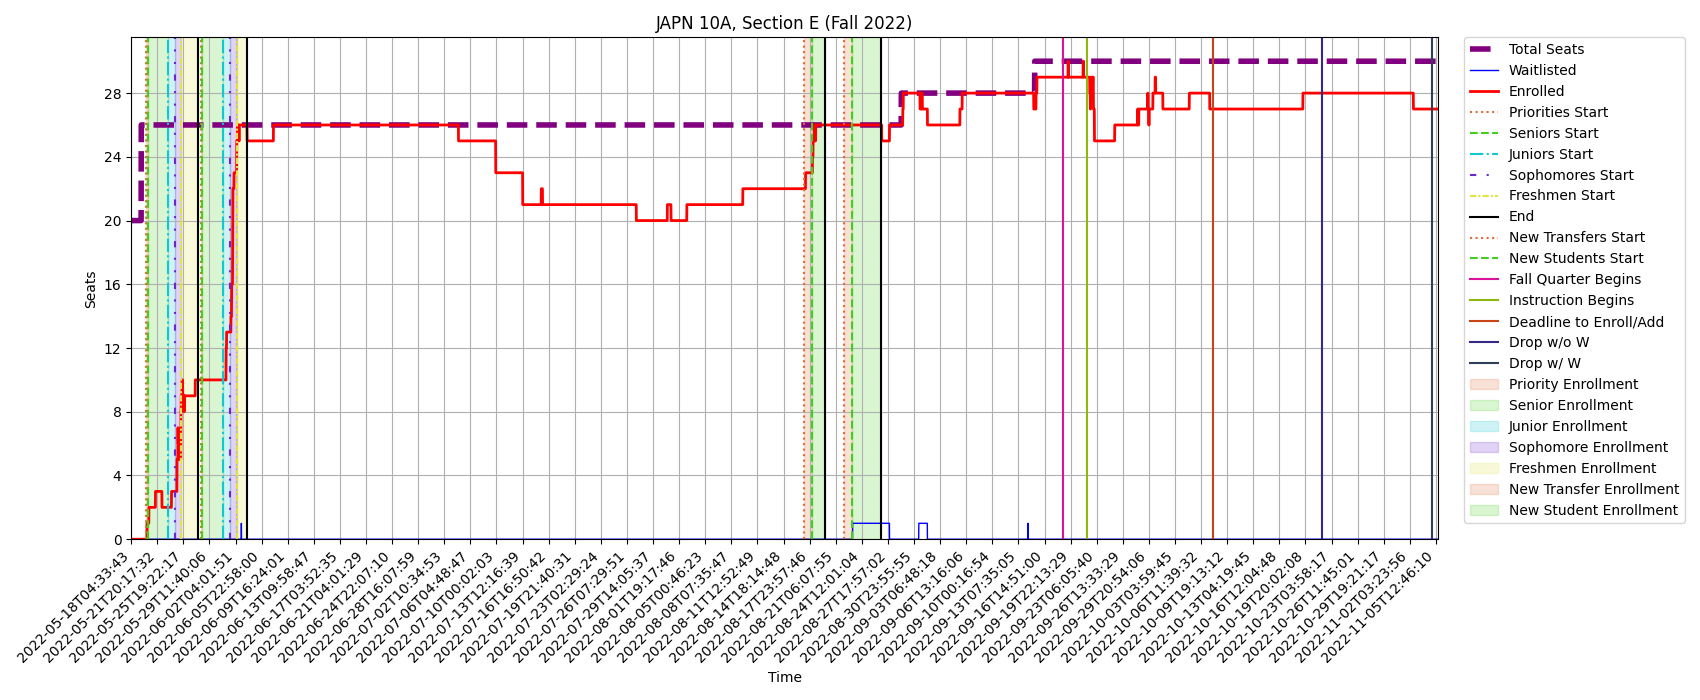 JAPN 10A, Section E (Fall 2022)
Seats
28
24
20
16
12
8
4
0
2022-05-18T04:33:43
2022-05-21T20:17:32
2022-05-25T19:22:17
2022-05-29T11:40:06
2022-06-02T04:01:51
2022-06-05T22:58:00
2022-06-09T16:24:01
2022-06-13T09:58:47
2022-06-17T03:52:35
2022-06-21T04:01:29
2022-06-24T22:07:10
2022-06-28T16:07:59
2022-07-02T10:34:53
2022-07-06T04:48:47
2022-07-10T00:02:03
2022-07-13T12:16:39
2022-07-16T16:50:42
2022-07-19T21:40:31
2022-07-23T02:29:24
2022-07-26T07:29:51
2022-07-29T14:05:37
2022-08-01T19:17:46
2022-08-05T00:46:23
2022-08-08T07:35:47
2022-08-11T12:52:49
2022-08-14T18:14:48
2022-08-17T23:57:46
2022-08-21T06:07:55
2022-08-24T12:01:04
2022-08-27T17:57:02
2022-08-30T23:55:55
2022-09-03T06:48:18
2022-09-06T13:16:06
2022-09-10T00:16:54
2022-09-13T07:35:05
2022-09-16T14:51:00
2022-09-19T22:13:29
2022-09-23T06:05:40
2022-09-26T13:33:29
2022-09-29T20:54:06
2022-10-03T03:59:45
2022-10-06T11:39:32
2022-10-09T19:13:12
2022-10-13T04:19:45
2022-10-16T12:04:48
2022-10-19T20:02:08
2022-10-23T03:58:17
2022-10-26T11:45:01
2022-10-29T19:21:17
2022-11-02T03:23:56
2022-11-05T12:46:10
Time
Total Seats
Waitlisted
Enrolled
Priorities Start
Seniors Start
Juniors Start
Sophomores Start
Freshmen Start
End
New Transfers Start
New Students Start
Fall Quarter Begins
Instruction Begins
Deadline to Enroll/Add
Drop w/o W
Drop w/ W
Priority Enrollment
Senior Enrollment
Junior Enrollment
Sophomore Enrollment
Freshmen Enrollment
New Transfer Enrollment
New Student Enrollment